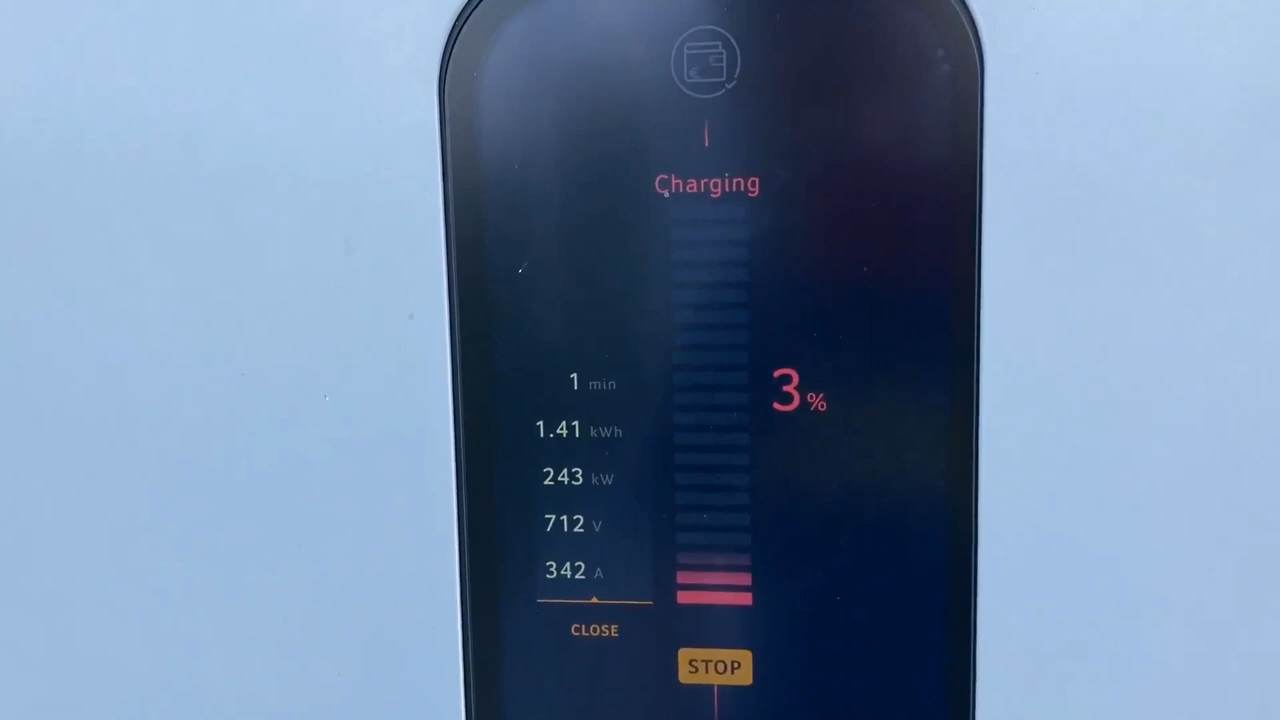 Charging
1 min
3%
1.41 kWh
243 kW
712 V
342 A
CLOSE
STOP